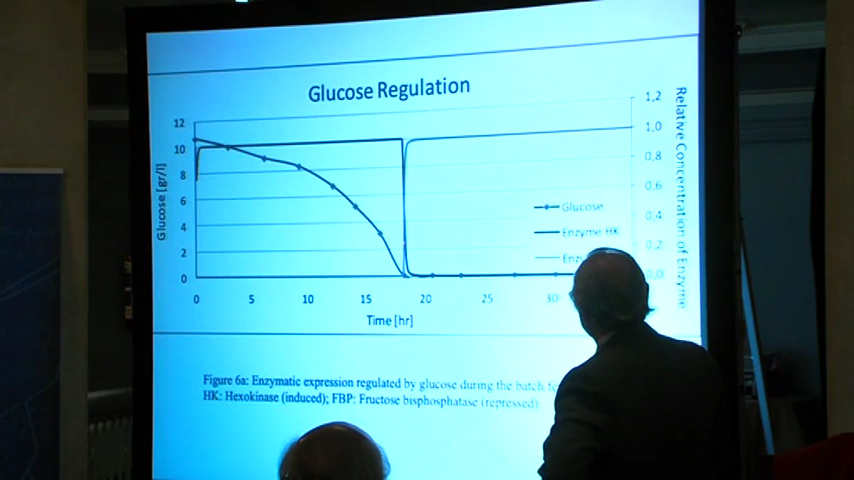 Glucose Regulation
12
10
8
6
4
2
0
Glucose [gr/l]
0 5 10 15 20 25 30
Time [hr]
1,2
1,0
0,8
0,6
0,4
0,2
0,0
Relative Concentration of Enzyme
Glucose
Enzyme HK
Figure 6a: Enzymatic expression regulated by glucose during the batch
HK: Hexokinase (induced); FBP: Fructose bisphosphatase (repressed).